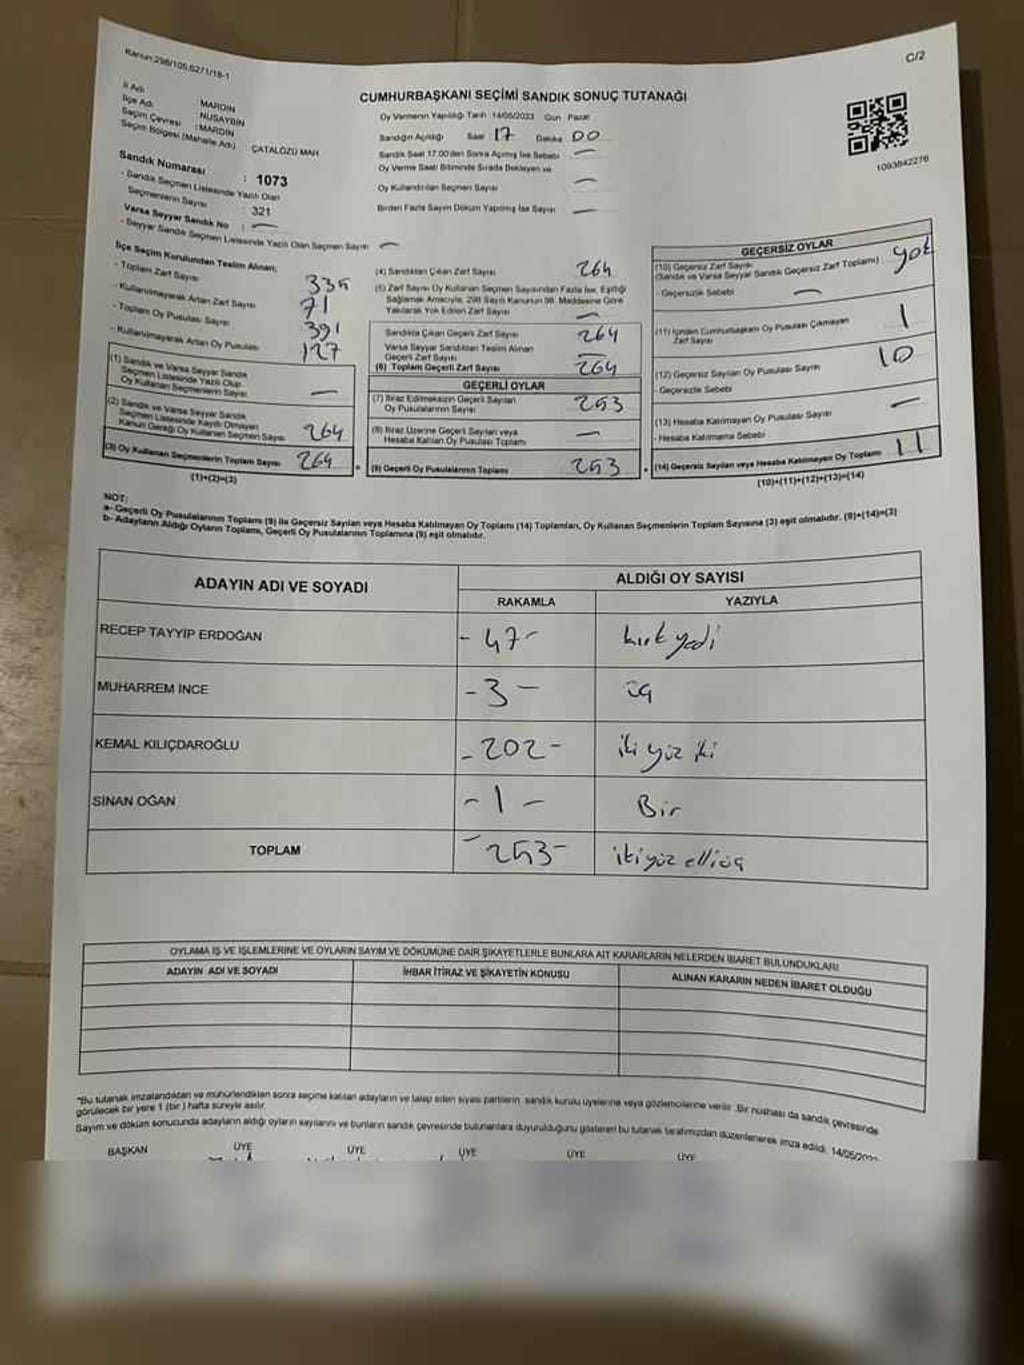 Kanun:298/105,6271/18-1
C/2
CUMHURBAŞKANI SEÇİMİ SANDIK SONUÇ TUTANAĞI
İl Adı : MARDİN
İlçe Adı : NUSAYBİN
Seçim Çevresi : MARDİN
Seçim Bölgesi (Mahalle Adı) : ÇATALÖZÜ MAH.
Sandık Numarası : 1073
- Sandık Seçmen Listesinde Yazılı Olan
Seçmenlerin Sayısı : 321
Varsa Seyyar Sandık No : —
- Seyyar Sandık Seçmen Listesinde Yazılı Olan Seçmen Sayısı —
Oy Vermenin Yapıldığı Tarih 14/05/2023 Gün Pazar
Sandığın Açıldığı Saat 17 Dakika 00
Sandık Saat 17.00'den Sonra Açılmış İse Sebebi —
Oy Verme Saati Bitiminde Sırada Bekleyen ve
Oy Kullandırılan Seçmen Sayısı —
Birden Fazla Sayım Döküm Yapılmış İse Sayısı —
1093842276
İlçe Seçim Kurulundan Teslim Alınan;
- Toplam Zarf Sayısı 335
- Kullanılmayarak Artan Zarf Sayısı 71
- Toplam Oy Pusulası Sayısı 391
- Kullanılmayarak Artan Oy Pusulası 127
(1) Sandık ve Varsa Seyyar Sandık
Seçmen Listesinde Yazılı Olup
Oy Kullanan Seçmenlerin Sayısı —
(2) Sandık ve Varsa Seyyar Sandık
Seçmen Listesinde Kayıtlı Olmayan
Kanun Gereği Oy Kullanan Seçmen Sayısı 264
(3) Oy Kullanan Seçmenlerin Toplam Sayısı 264
(1)+(2)=(3)
(4) Sandıktan Çıkan Zarf Sayısı 264
(5) Zarf Sayısı Oy Kullanan Seçmen Sayısından Fazla İse, Eşitliği
Sağlamak Amacıyla, 298 Sayılı Kanunun 98. Maddesine Göre
Yakılarak Yok Edilen Zarf Sayısı —
Sandıkta Çıkan Geçerli Zarf Sayısı 264
Varsa Seyyar Sandıktan Teslim Alınan
Geçerli Zarf Sayısı —
(6) Toplam Geçerli Zarf Sayısı 264
GEÇERLİ OYLAR
(7) İtiraz Edilmeksizin Geçerli Sayılan
Oy Pusulalarının Sayısı 253
(8) İtiraz Üzerine Geçerli Sayılan veya
Hesaba Katılan Oy Pusulası Toplamı —
(9) Geçerli Oy Pusulalarının Toplamı 253
GEÇERSİZ OYLAR
(10) Geçersiz Zarf Sayısı
(Sandık ve Varsa Seyyar Sandık Geçersiz Zarf Toplamı) yok
- Geçersizlik Sebebi —
(11) İçinden Cumhurbaşkanı Oy Pusulası Çıkmayan
Zarf Sayısı 1
(12) Geçersiz Sayılan Oy Pusulası Sayısı 10
- Geçersizlik Sebebi
(13) Hesaba Katılmayan Oy Pusulası Sayısı —
- Hesaba Katılmama Sebebi
(14) Geçersiz Sayılan veya Hesaba Katılmayan Oy Toplamı 11
(10)+(11)+(12)+(13)=(14)
NOT:
a- Geçerli Oy Pusulalarının Toplamı (9) ile Geçersiz Sayılan veya Hesaba Katılmayan Oy Toplamı (14) Toplamları, Oy Kullanan Seçmenlerin Toplam Sayısına (3) eşit olmalıdır. (9)+(14)=(3)
b- Adayların Aldığı Oyların Toplamı, Geçerli Oy Pusulalarının Toplamına (9) eşit olmalıdır.
ADAYIN ADI VE SOYADI
ALDIĞI OY SAYISI
RAKAMLA YAZIYLA
RECEP TAYYİP ERDOĞAN - 47 - kırk yedi
MUHARREM İNCE - 3 - üç
KEMAL KILIÇDAROĞLU - 202 - iki yüz iki
SİNAN OĞAN - 1 - Bir
TOPLAM - 253 - ikiyüz elliüç
OYLAMA İŞ VE İŞLEMLERİNE VE OYLARIN SAYIM VE DÖKÜMÜNE DAİR ŞİKAYETLERLE BUNLARA AİT KARARLARIN NELERDEN İBARET BULUNDUKLARI
ADAYIN ADI VE SOYADI İHBAR İTİRAZ VE ŞİKAYETİN KONUSU ALINAN KARARIN NEDEN İBARET OLDUĞU
*Bu tutanak imzalandıktan ve mühürlendikten sonra seçime katılan adayların ve talep eden siyasi partilerin sandık kurulu üyelerine veya gözlemcilerine verilir. Bir nüshası da sandık çevresinde
görülecek bir yere 1 (bir) hafta süreyle asılır.
Sayım ve döküm sonucunda adayların aldığı oyların sayılarını ve bunların sandık çevresinde bulunanlara duyurulduğunu gösteren bu tutanak tarafımızdan düzenlenerek imza edildi.
BAŞKAN ÜYE ÜYE ÜYE ÜYE ÜYE